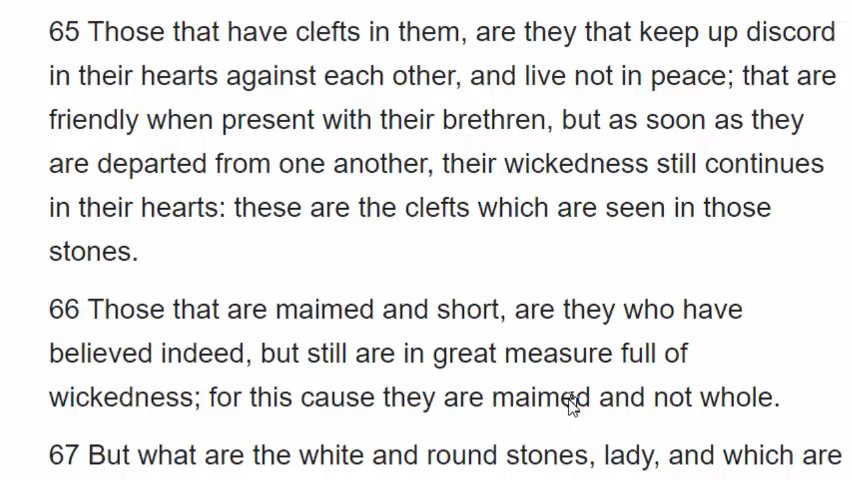 65 Those that have clefts in them, are they that keep up discord
in their hearts against each other, and live not in peace; that are
friendly when present with their brethren, but as soon as they
are departed from one another, their wickedness still continues
in their hearts: these are the clefts which are seen in those
stones.
66 Those that are maimed and short, are they who have
believed indeed, but still are in great measure full of
wickedness; for this cause they are maimed and not whole.
67 But what are the white and round stones, lady, and which are